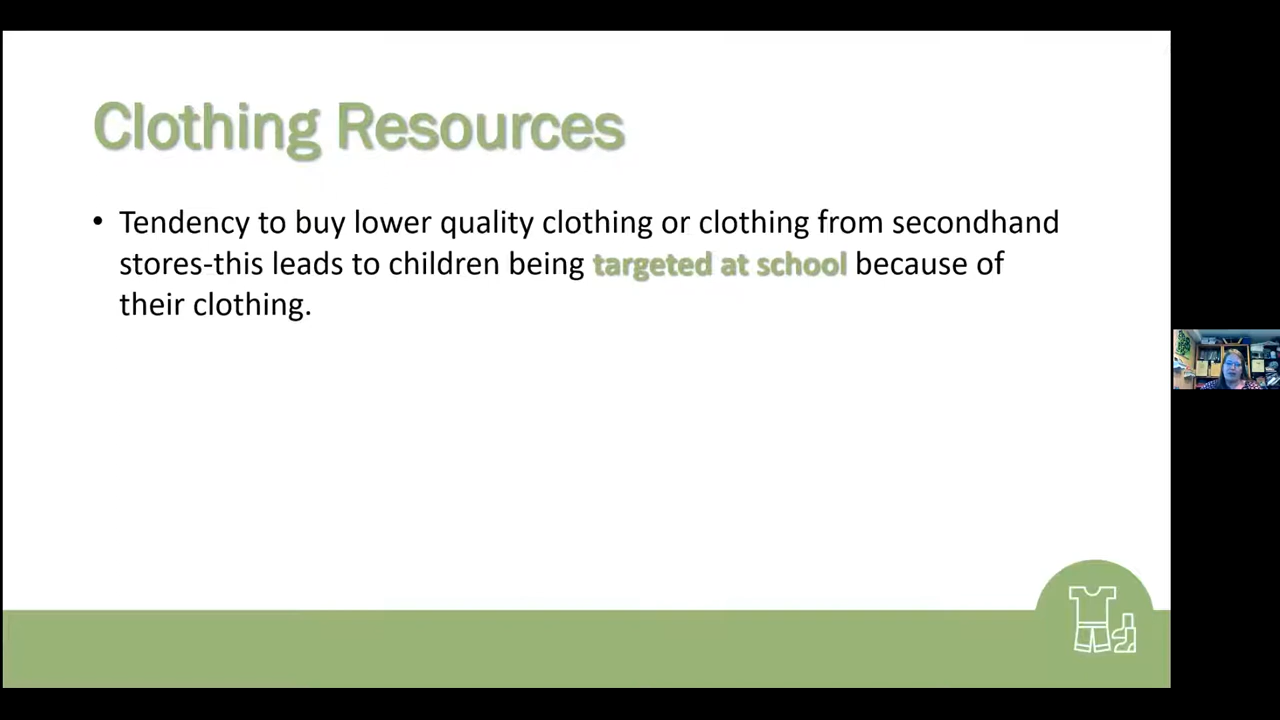 Clothing Resources
• Tendency to buy lower quality clothing or clothing from secondhand
stores-this leads to children being targeted at school because of
their clothing.